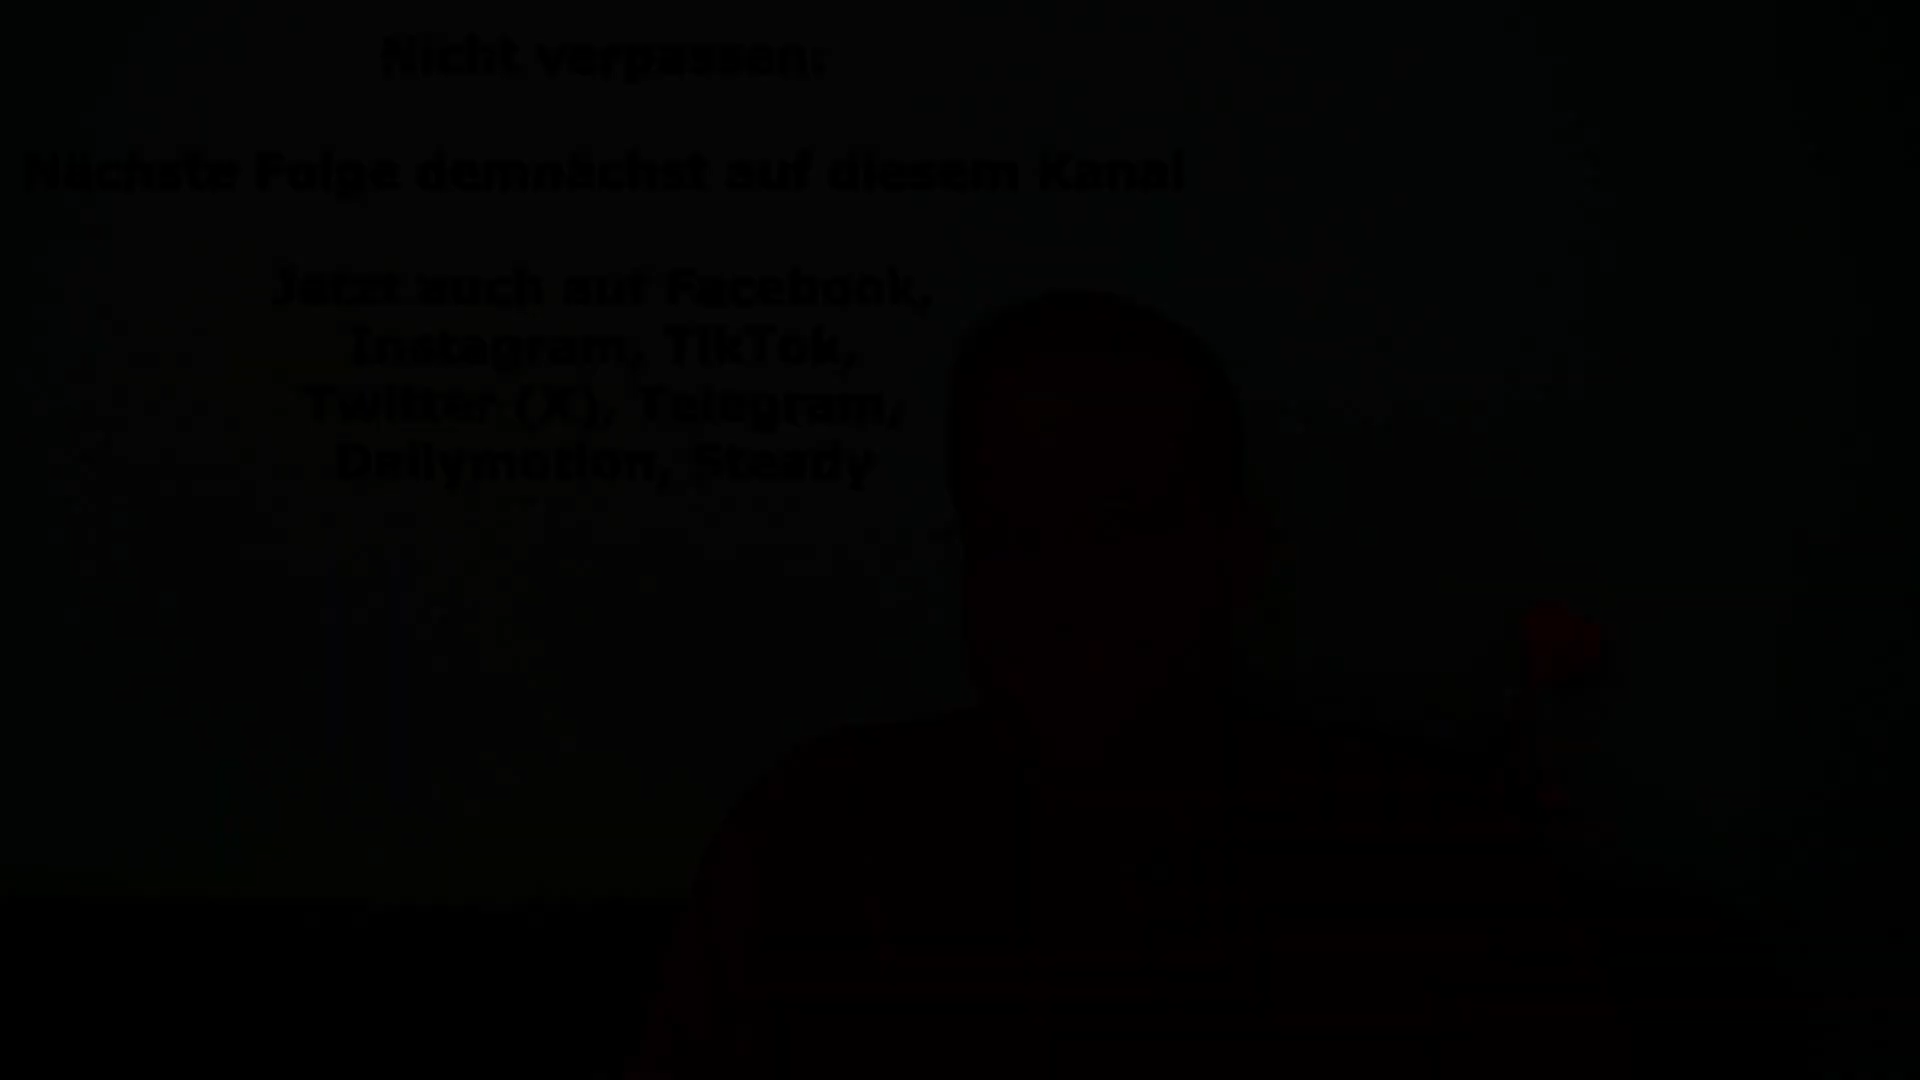 Nicht verpassen:
Nächste Folge demnächst auf diesem Kanal
Jetzt auch auf Facebook,
Instagram, TikTok,
Twitter (X), Telegram,
Dailymotion, Steady